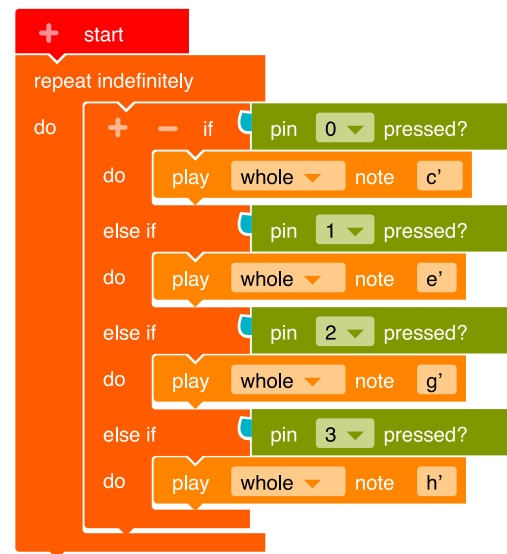 + start
repeat indefinitely
do + − if pin 0 pressed?
do play whole note c'
else if pin 1 pressed?
do play whole note e'
else if pin 2 pressed?
do play whole note g'
else if pin 3 pressed?
do play whole note h'